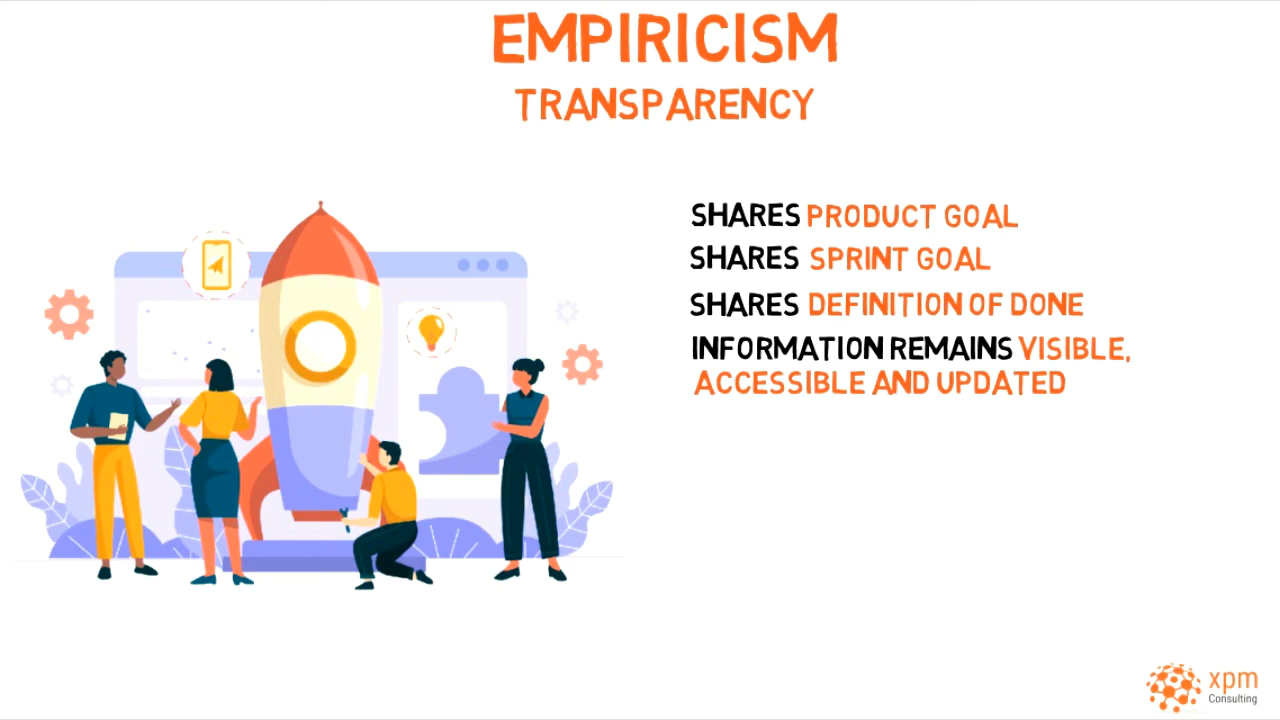 EMPIRICISM
TRANSPARENCY
SHARES PRODUCT GOAL
SHARES SPRINT GOAL
SHARES DEFINITION OF DONE
INFORMATION REMAINS VISIBLE,
ACCESSIBLE AND UPDATED
xpm
Consulting